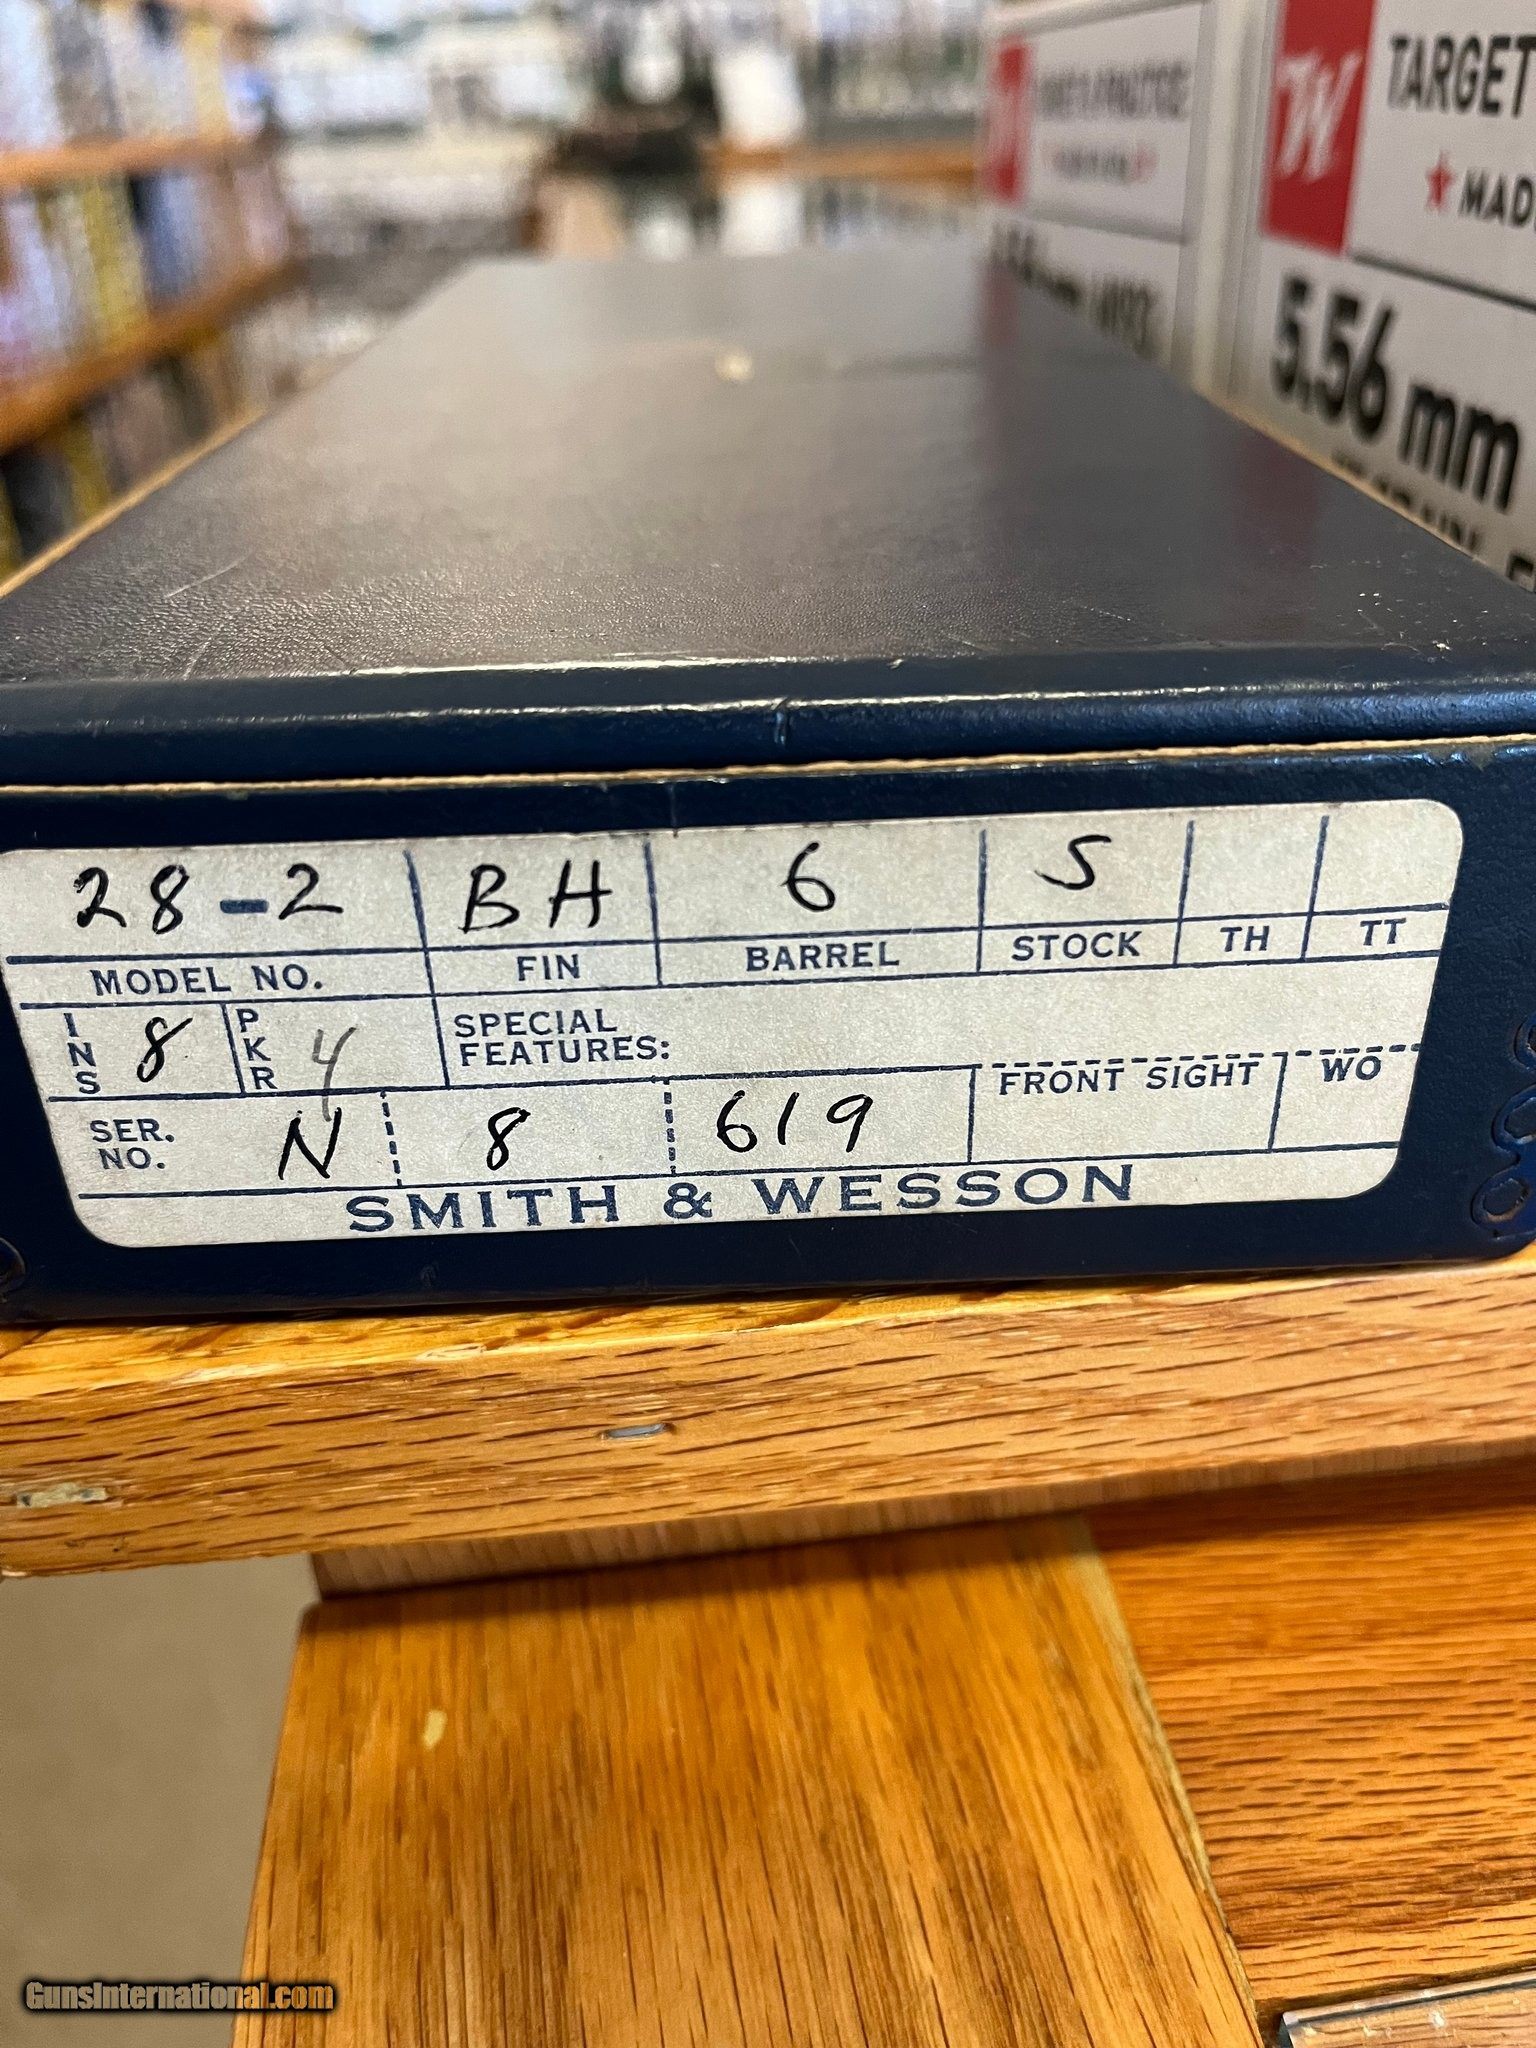 TARGET
W
★ MAD
5.56 mm
28-2 BH 6 S
MODEL NO. FIN BARREL STOCK TH TT
INS 8 PKR 4 SPECIAL FEATURES:
FRONT SIGHT WO
SER. NO. N 8 619
SMITH & WESSON
GunsInternational.com